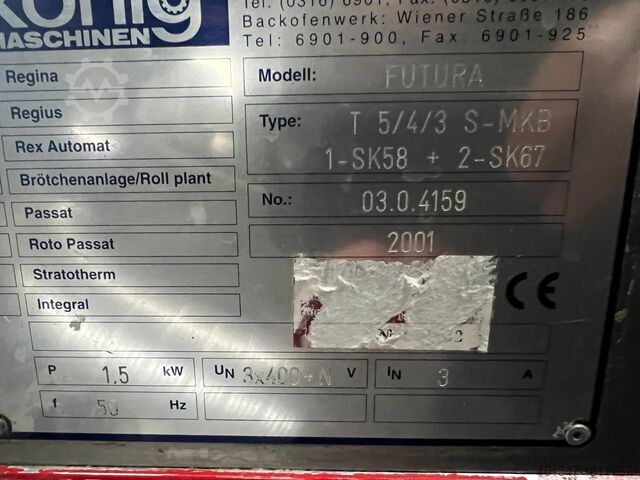 könig
MASCHINEN
Backofenwerk: Wiener Straße 186
Tel: 6901-900, Fax: 6901-925
Regina
Modell: FUTURA
Regius
Type: T 5/4/3 S-MKB
Rex Automat
1-SK58 + 2-SK67
Brötchenanlage/Roll plant
No.: 03.0.4159
Passat
Roto Passat
2001
Stratotherm
CE
Integral
P 1.5 kW UN 3x400+N V IN 3 A
f 50 Hz